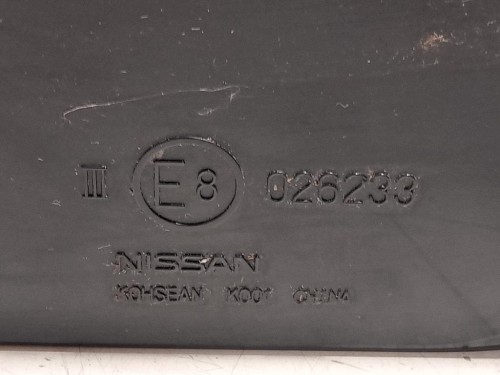 III E8 026233
NISSAN
KOHSEAN K001 CHINA